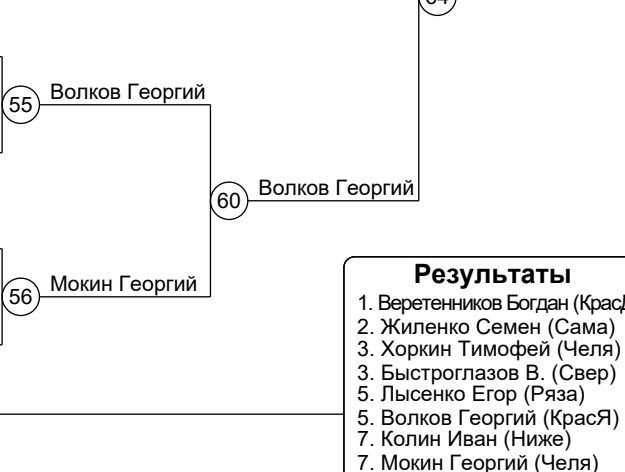 55
Волков Георгий
60
Волков Георгий
56
Мокин Георгий
Результаты
1. Веретенников Богдан
2. Жиленко Семен (Сама)
3. Хоркин Тимофей (Челя)
3. Быстроглазов В. (Свер)
5. Лысенко Егор (Ряза)
5. Волков Георгий (КрасЯ)
7. Колин Иван (Ниже)
7. Мокин Георгий (Челя)